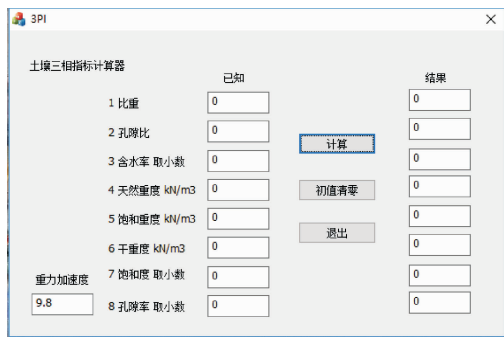 3PI
土壤三相指标计算器
已知 结果
1 比重 0 0
2 孔隙比 0 0
计算
3 含水率 取小数 0 0
4 天然重度 kN/m3 0 初值清零 0
5 饱和重度 kN/m3 0 0
退出
6 干重度 kN/m3 0 0
重力加速度 7 饱和度 取小数 0 0
9.8 8 孔隙率 取小数 0 0